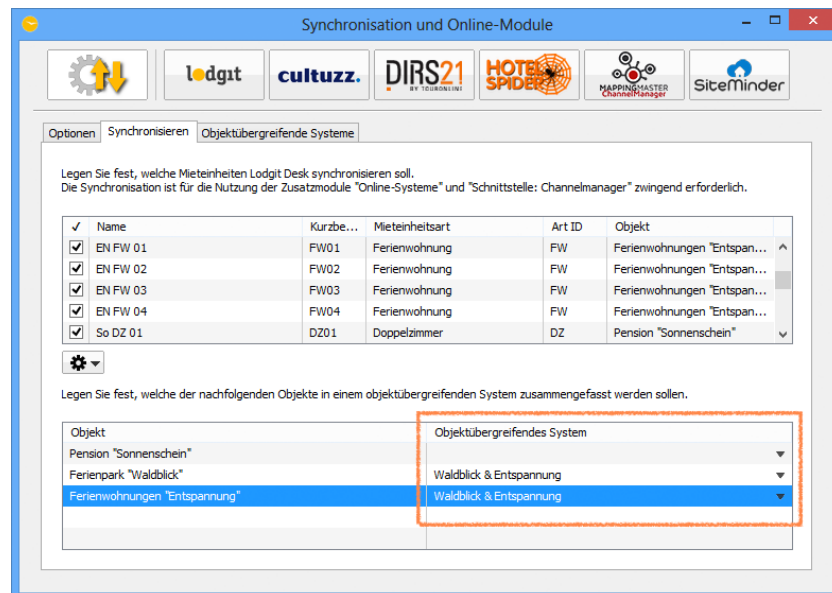 Synchronisation und Online-Module
lodgıt
cultuzz.
DIRS21
BY TOURONLINE
HOTEL
SPIDER
MAPPINGMASTER
ChannelManager
SiteMinder
Optionen Synchronisieren Objektübergreifende Systeme
Legen Sie fest, welche Mieteinheiten Lodgit Desk synchronisieren soll.
Die Synchronisation ist für die Nutzung der Zusatzmodule "Online-Systeme" und "Schnittstelle: Channelmanager" zwingend erforderlich.
✓ Name Kurzbe... Mieteinheitsart Art ID Objekt
EN FW 01 FW01 Ferienwohnung FW Ferienwohnungen "Entspan...
EN FW 02 FW02 Ferienwohnung FW Ferienwohnungen "Entspan...
EN FW 03 FW03 Ferienwohnung FW Ferienwohnungen "Entspan...
EN FW 04 FW04 Ferienwohnung FW Ferienwohnungen "Entspan...
So DZ 01 DZ01 Doppelzimmer DZ Pension "Sonnenschein"
Legen Sie fest, welche der nachfolgenden Objekte in einem objektübergreifenden System zusammengefasst werden sollen.
Objekt Objektübergreifendes System
Pension "Sonnenschein"
Ferienpark "Waldblick" Waldblick & Entspannung
Ferienwohnungen "Entspannung" Waldblick & Entspannung